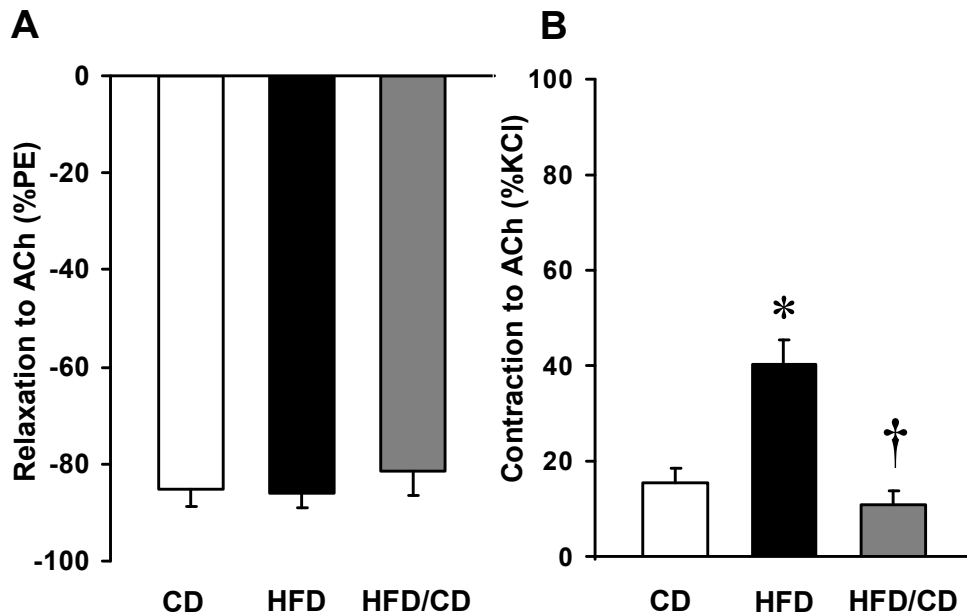 A
Relaxation to ACh (%PE)
0
-20
-40
-60
-80
-100
CD HFD HFD/CD
B
Contraction to ACh (%KCl)
100
80
60
40
20
0
*
†
CD HFD HFD/CD